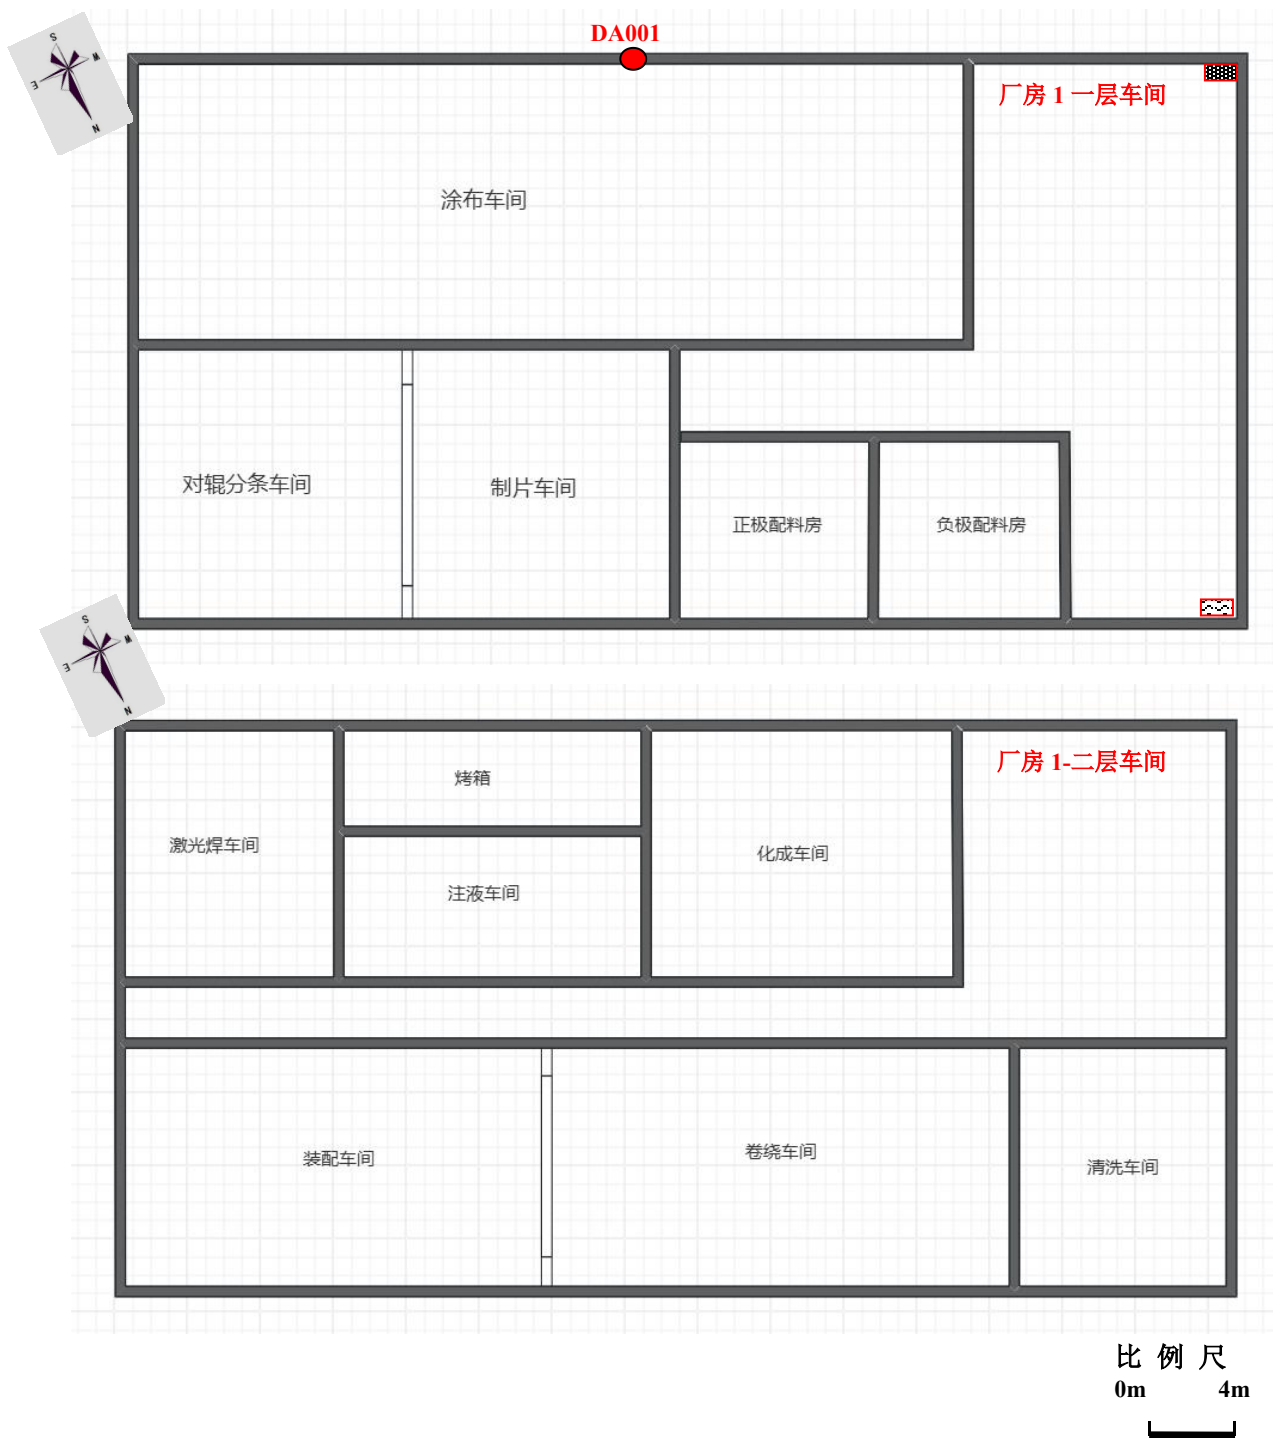 DA001
S
W
E
N
厂房 1 一层车间
涂布车间
对辊分条车间
制片车间
正极配料房
负极配料房
S
W
E
N
厂房 1-二层车间
烤箱
激光焊车间
注液车间
化成车间
装配车间
卷绕车间
清洗车间
比 例 尺
0m 4m